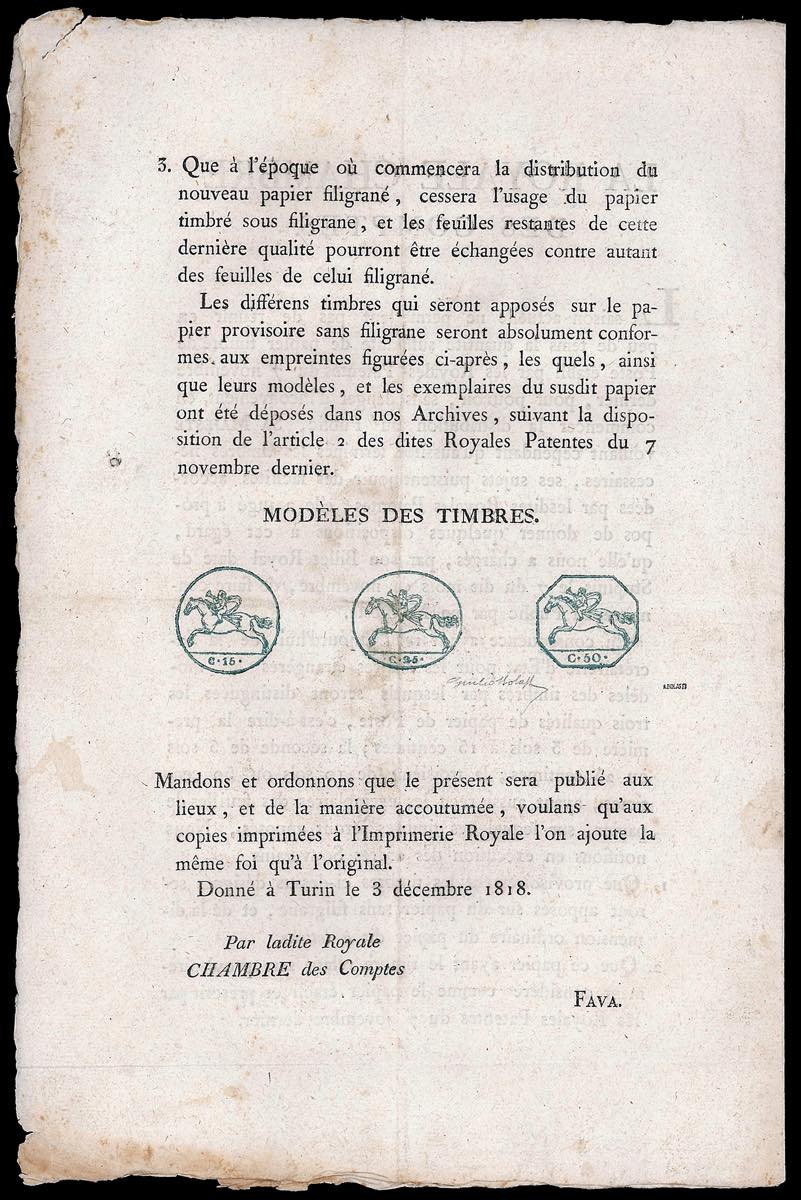 3. Que à l'époque où commencera la distribution du
nouveau papier filigrané, cessera l'usage du papier
timbré sous filigrane, et les feuilles restantes de cette
dernière qualité pourront être échangées contre autant
des feuilles de celui filigrané.
Les différens timbres qui seront apposés sur le pa-
pier provisoire sans filigrane seront absolument confor-
mes aux empreintes figurées ci-après, les quels, ainsi
que leurs modèles, et les exemplaires du susdit papier
ont été déposés dans nos Archives, suivant la dispo-
sition de l'article 2 des dites Royales Patentes du 7
novembre dernier.
MODÈLES DES TIMBRES.
C·15· C·25· C·50·
Mandons et ordonnons que le présent sera publié aux
lieux, et de la manière accoutumée, voulans qu'aux
copies imprimées à l'Imprimerie Royale l'on ajoute la
même foi qu'à l'original.
Donné à Turin le 3 décembre 1818.
Par ladite Royale
CHAMBRE des Comptes
FAVA.